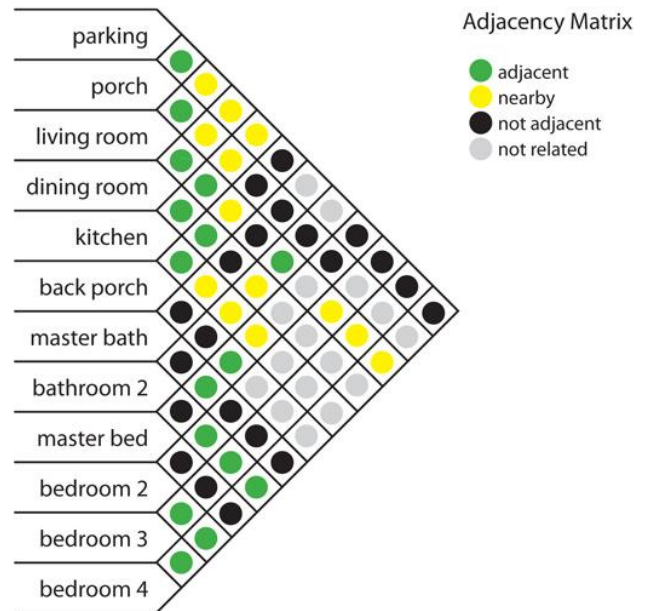 parking
porch
living room
dining room
kitchen
back porch
master bath
bathroom 2
master bed
bedroom 2
bedroom 3
bedroom 4
Adjacency Matrix
adjacent
nearby
not adjacent
not related